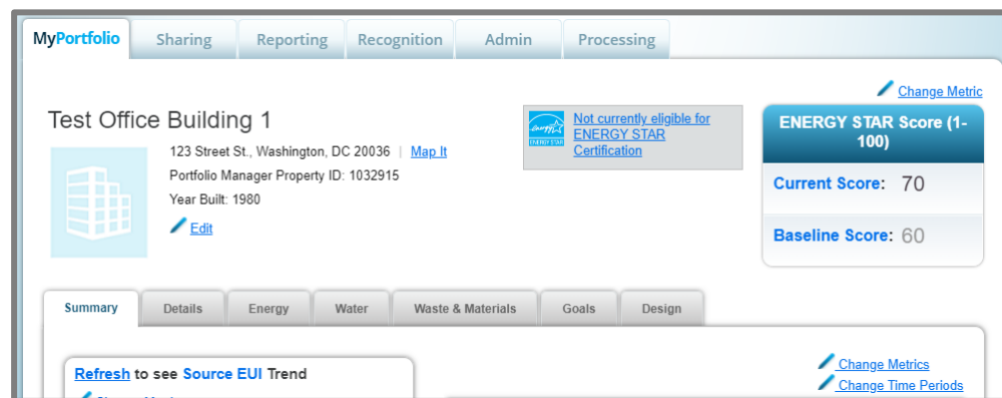 MyPortfolio Sharing Reporting Recognition Admin Processing
Change Metric
Test Office Building 1
123 Street St., Washington, DC 20036 | Map It
Portfolio Manager Property ID: 1032915
Year Built: 1980
Edit
Not currently eligible for
ENERGY STAR
Certification
ENERGY STAR Score (1-
100)
Current Score: 70
Baseline Score: 60
Summary Details Energy Water Waste & Materials Goals Design
Refresh to see Source EUI Trend
Change Metrics
Change Time Periods